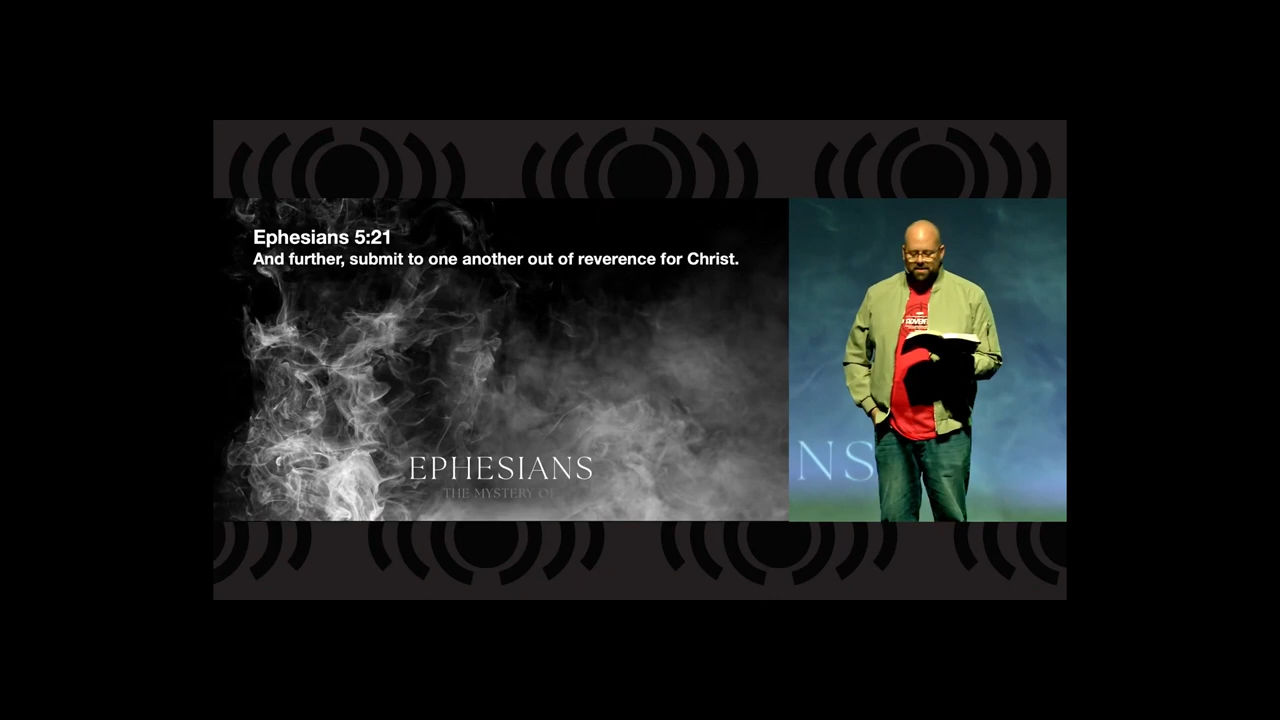 Ephesians 5:21
And further, submit to one another out of reverence for Christ.
EPHESIANS
THE MYSTERY OF
NS